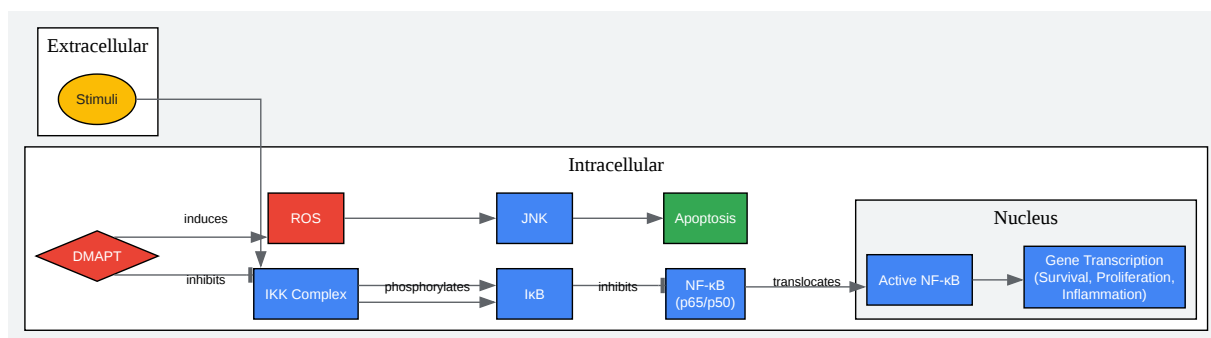 Extracellular
Stimuli
Intracellular
induces
ROS
JNK
Apoptosis
Nucleus
DMAPT
inhibits
IKK Complex
phosphorylates
IκB
inhibits
NF-κB
(p65/p50)
translocates
Active NF-κB
Gene Transcription
(Survival, Proliferation,
Inflammation)